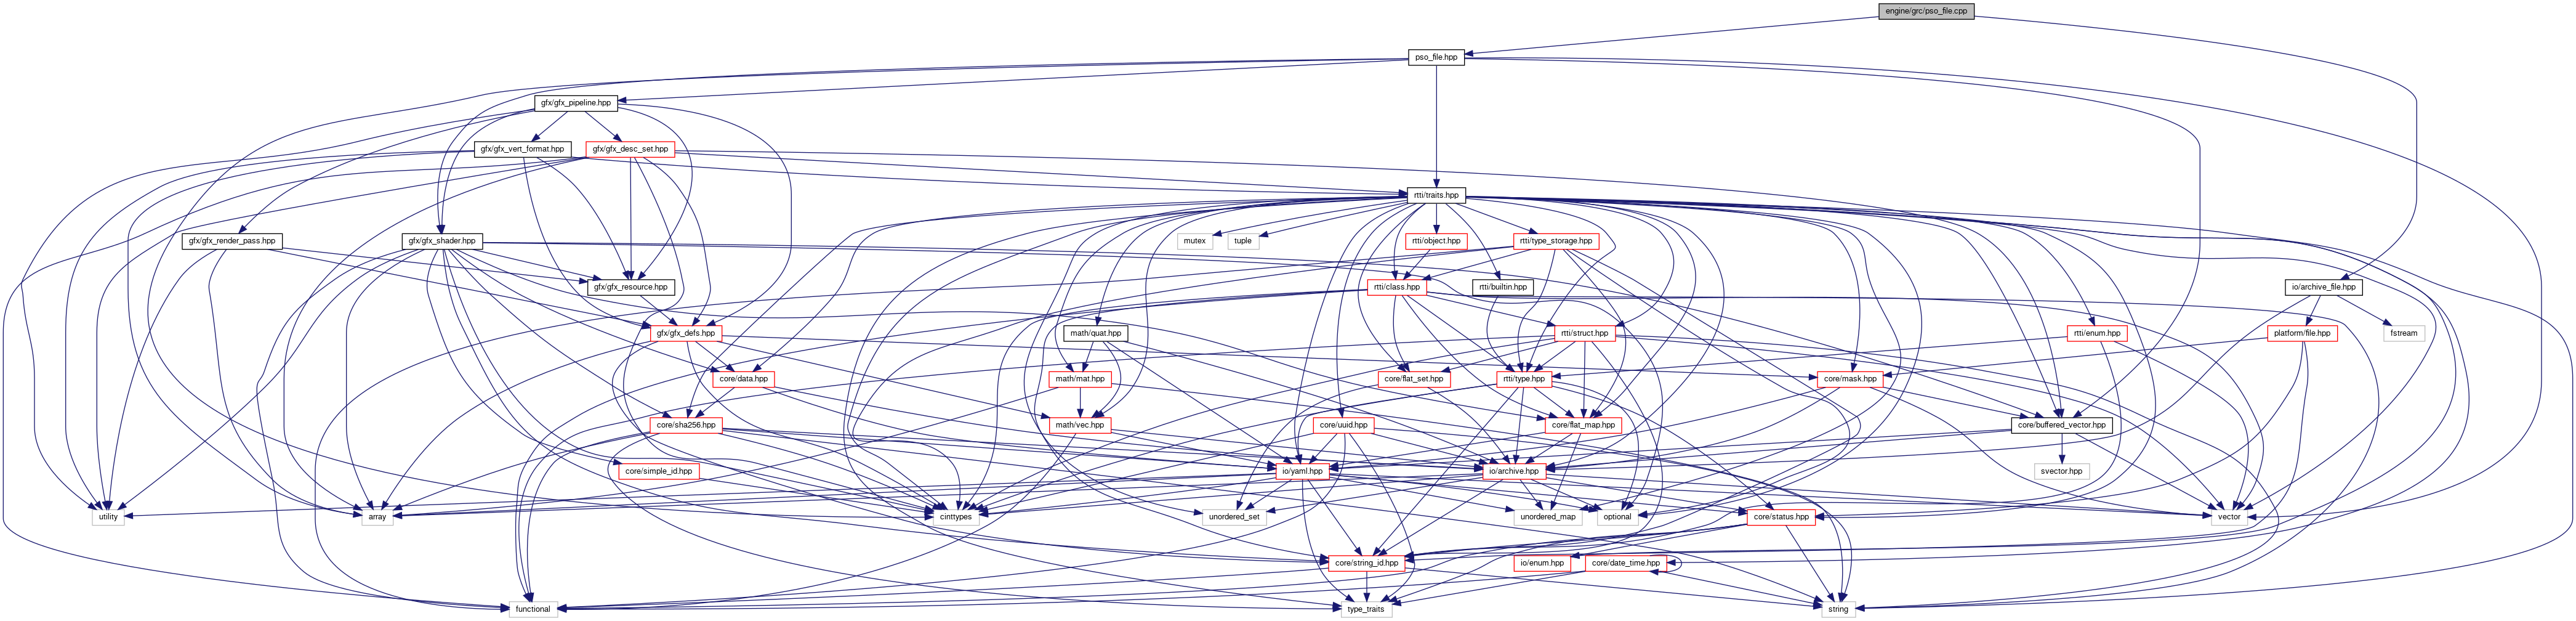 engine/grc/pso_file.cpp
pso_file.hpp
gfx/gfx_pipeline.hpp
gfx/gfx_vert_format.hpp
gfx/gfx_desc_set.hpp
rtti/traits.hpp
gfx/gfx_render_pass.hpp
gfx/gfx_shader.hpp
mutex
tuple
rtti/object.hpp
rtti/type_storage.hpp
gfx/gfx_resource.hpp
rtti/class.hpp
rtti/builtin.hpp
io/archive_file.hpp
gfx/gfx_defs.hpp
math/quat.hpp
rtti/struct.hpp
rtti/enum.hpp
platform/file.hpp
fstream
core/data.hpp
math/mat.hpp
core/flat_set.hpp
rtti/type.hpp
core/mask.hpp
core/sha256.hpp
math/vec.hpp
core/uuid.hpp
core/flat_map.hpp
core/buffered_vector.hpp
core/simple_id.hpp
io/yaml.hpp
io/archive.hpp
svector.hpp
utility
array
cinttypes
unordered_set
unordered_map
optional
core/status.hpp
vector
core/string_id.hpp
io/enum.hpp
core/date_time.hpp
functional
type_traits
string